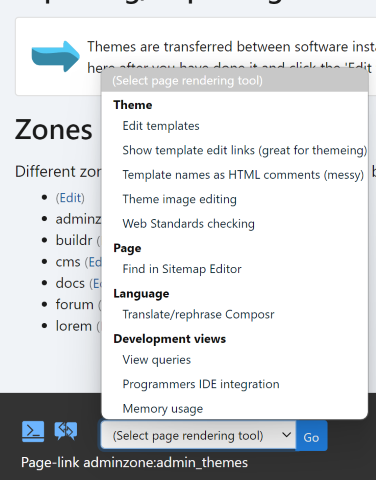 Themes are transferred between software inst
here after you have done it and click the 'Edit
(Select page rendering tool)
Theme
Edit templates
Show template edit links (great for themeing)
Template names as HTML comments (messy)
Theme image editing
Web Standards checking
Page
Find in Sitemap Editor
Language
Translate/rephrase Composr
Development views
View queries
Programmers IDE integration
Memory usage
Zones
Different zon
(Edit)
adminz
buildr (
cms (Ed
docs (E
forum (
lorem (
(Select page rendering tool)
Go
Page-link adminzone:admin_themes